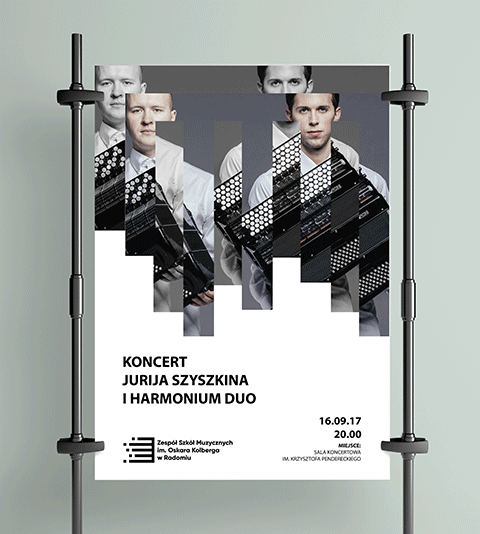 KONCERT
JURIJA SZYSZKINA
I HARMONIUM DUO
16.09.17
20.00
MIEJSCE:
SALA KONCERTOWA
IM. KRZYSZTOFA PENDERECKIEGO
Zespół Szkół Muzycznych
im. Oskara Kolberga
w Radomiu